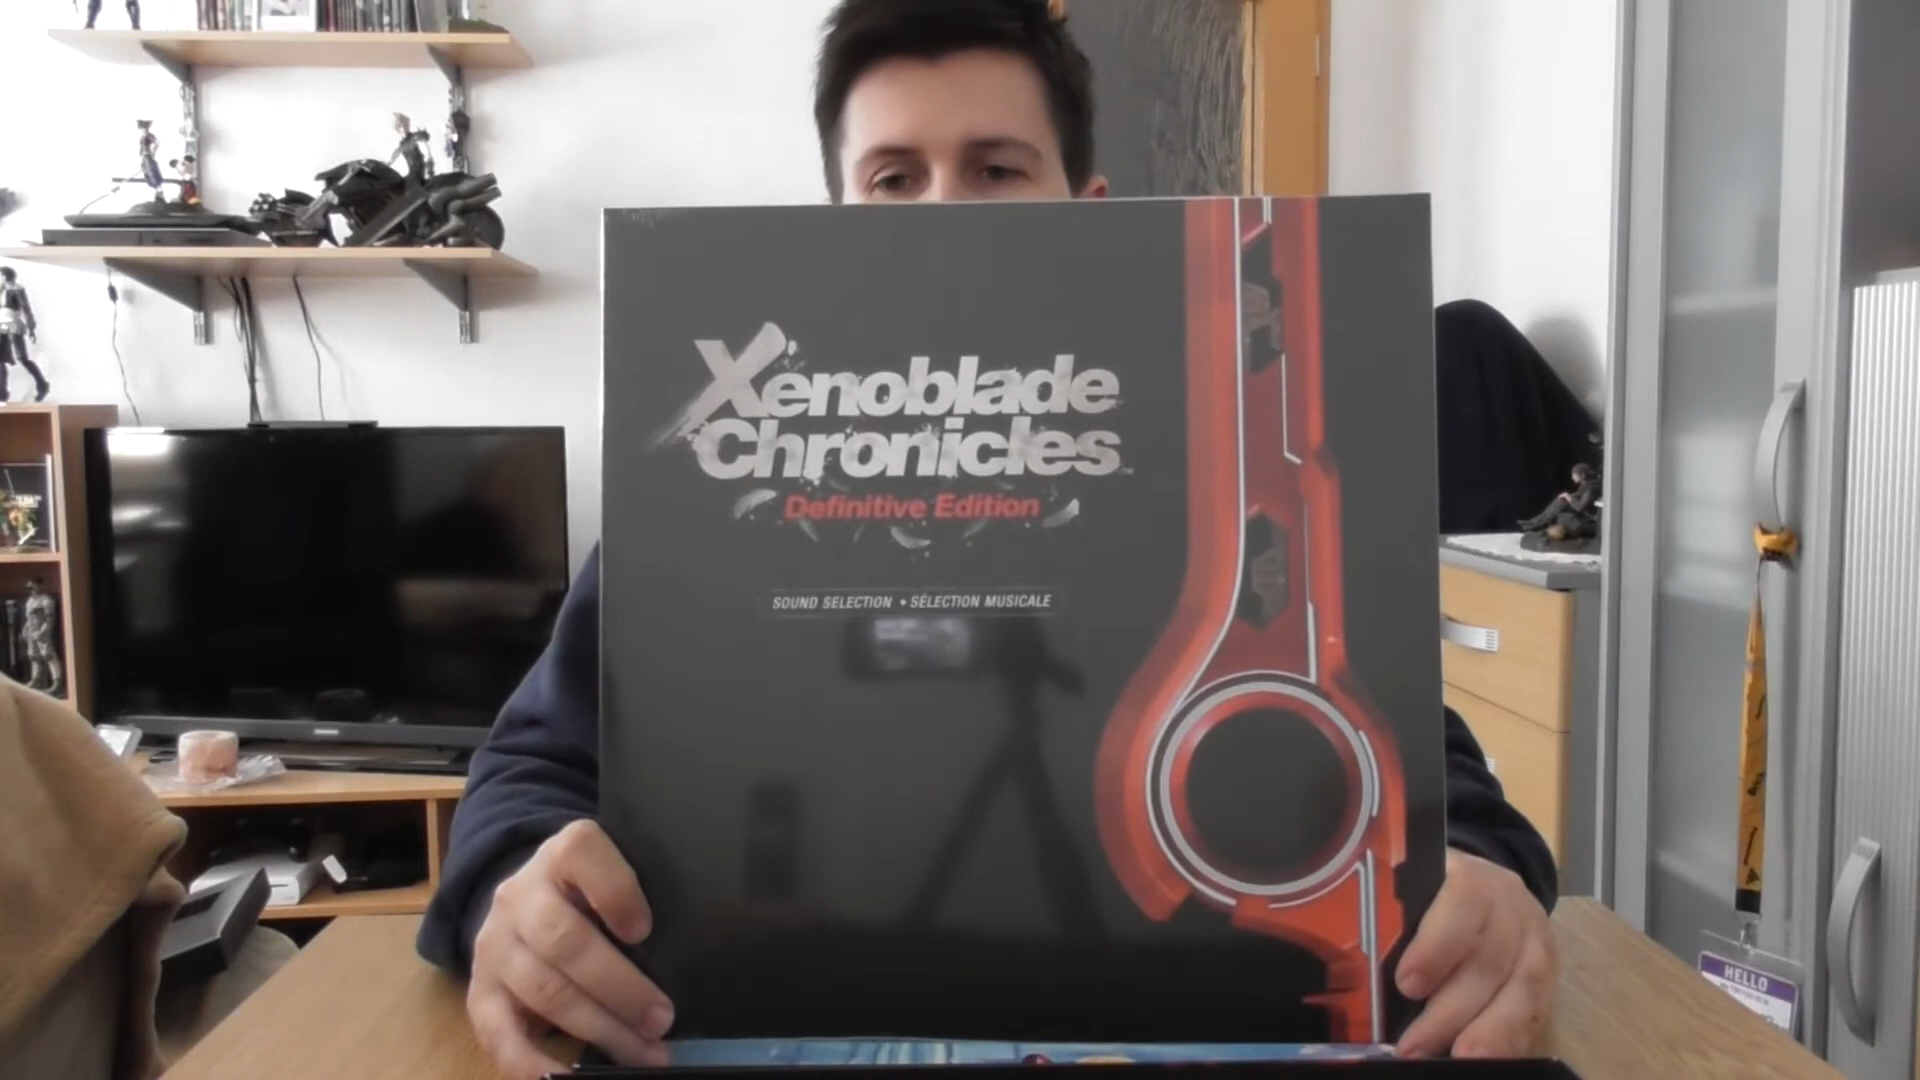 Xenoblade
Chronicles
Definitive Edition
SOUND SELECTION • SÉLECTION MUSICALE
HELLO